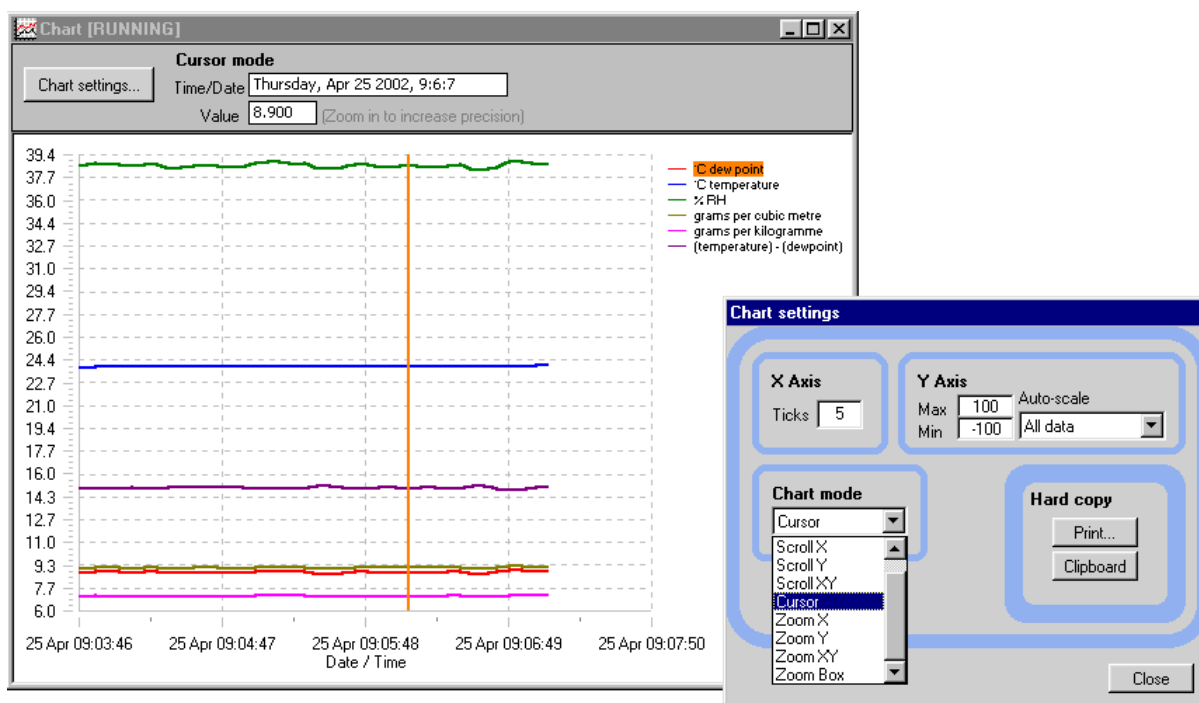 Chart [RUNNING]
Chart settings...
Cursor mode
Time/Date Thursday, Apr 25 2002, 9:6:7
Value 8.900 (Zoom in to increase precision)
39.4
37.7
36.0
34.4
32.7
31.0
29.4
27.7
26.0
24.4
22.7
21.0
19.4
17.7
16.0
14.3
12.7
11.0
9.3
7.7
6.0
25 Apr 09:03:46 25 Apr 09:04:47 25 Apr 09:05:48 25 Apr 09:06:49 25 Apr 09:07:50
Date / Time
°C dew point
°C temperature
% RH
grams per cubic metre
grams per kilogramme
(temperature) - (dewpoint)
Chart settings
X Axis
Ticks 5
Y Axis
Max 100
Min -100
Auto-scale
All data
Chart mode
Cursor
Scroll X
Scroll Y
Scroll XY
Cursor
Zoom X
Zoom Y
Zoom XY
Zoom Box
Hard copy
Print...
Clipboard
Close